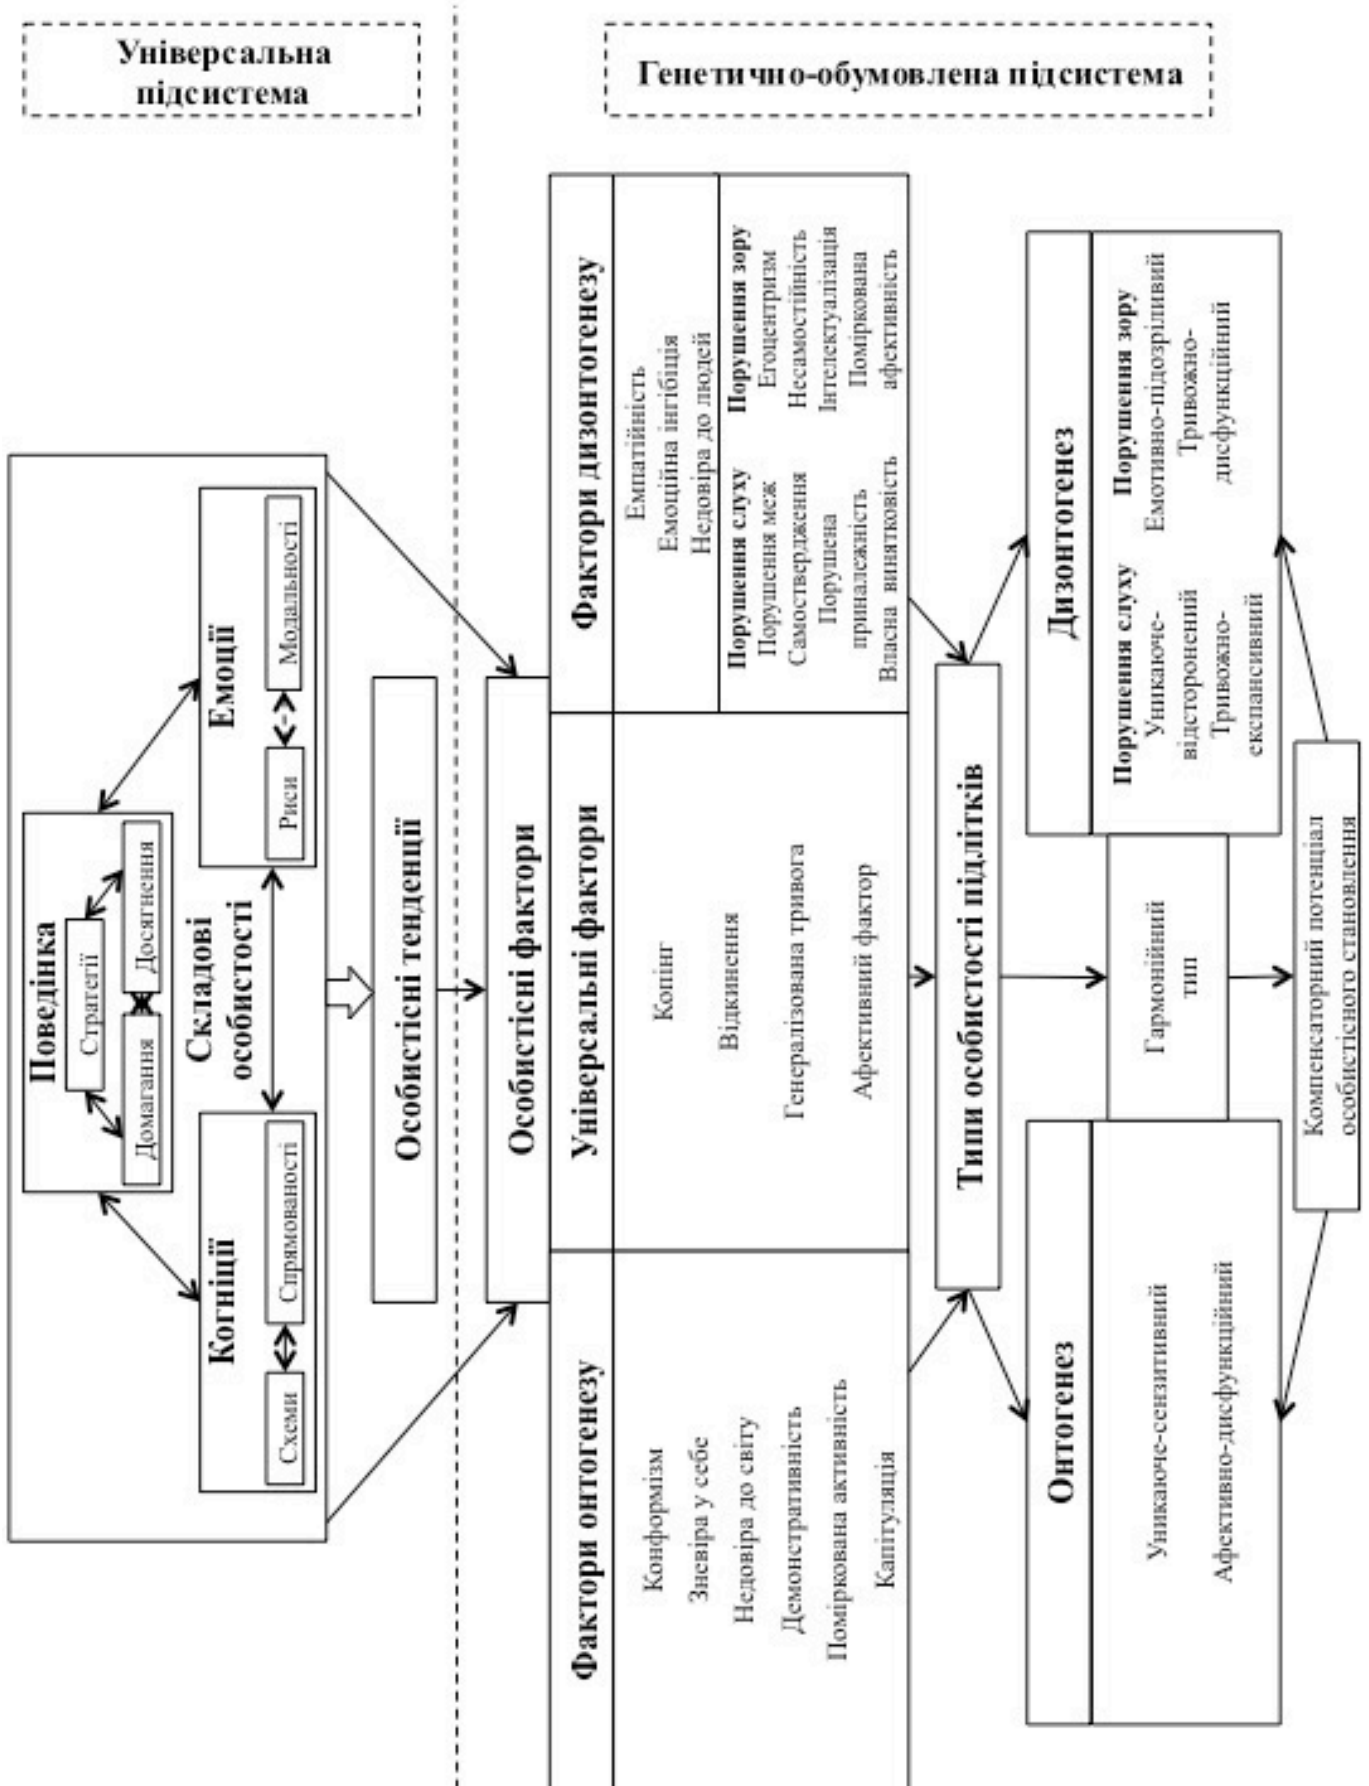 Універсальна
підсистема
Генетично-обумовлена підсистема
Поведінка
Стратегії
Домагання
Досягнення
Складові
особистості
Когніції
Схеми
Спрямованості
Емоції
Риси
Модальності
Особистісні тенденції
Особистісні фактори
Фактори онтогенезу
Конформізм
Зневіра у себе
Недовіра до світу
Демонстративність
Поміркована активність
Капітуляція
Універсальні фактори
Копінг
Відкинення
Генералізована тривога
Афективний фактор
Фактори дизонтогенезу
Емпатійність
Емоційна інгібіція
Недовіра до людей
Порушення слуху
Порушення меж
Самоствердження
Порушена
приналежність
Власна винятковість
Порушення зору
Егоцентризм
Несамостійність
Інтелектуалізація
Поміркована
афективність
Типи особистості підлітків
Онтогенез
Уникаюче-сензитивний
Афективно-дисфункційний
Гармонійний
тип
Дизонтогенез
Порушення слуху
Уникаюче-
відсторонений
Тривожно-
експансивний
Порушення зору
Емотивно-підозріливий
Тривожно-
дисфункційний
Компенсаторний потенціал
особистісного становлення